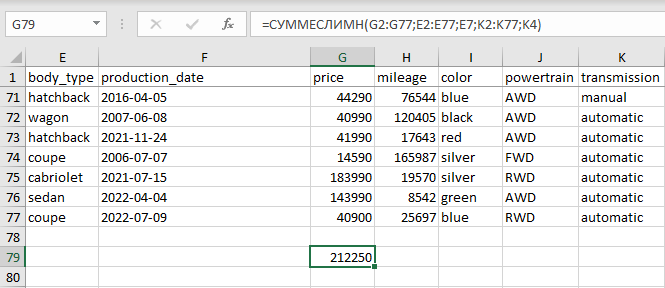 G79 fx =СУММЕСЛИМН(G2:G77;E2:E77;E7;K2:K77;K4)
E F G H I J K
1 body_type production_date price mileage color powertrain transmission
71 hatchback 2016-04-05 44290 76544 blue AWD manual
72 wagon 2007-06-08 40990 120405 black AWD automatic
73 hatchback 2021-11-24 41990 17643 red AWD automatic
74 coupe 2006-07-07 14590 165987 silver FWD automatic
75 cabriolet 2021-07-15 183990 19570 silver RWD automatic
76 sedan 2022-04-04 143990 8542 green AWD automatic
77 coupe 2022-07-09 40900 25697 blue RWD automatic
78
79 212250
80